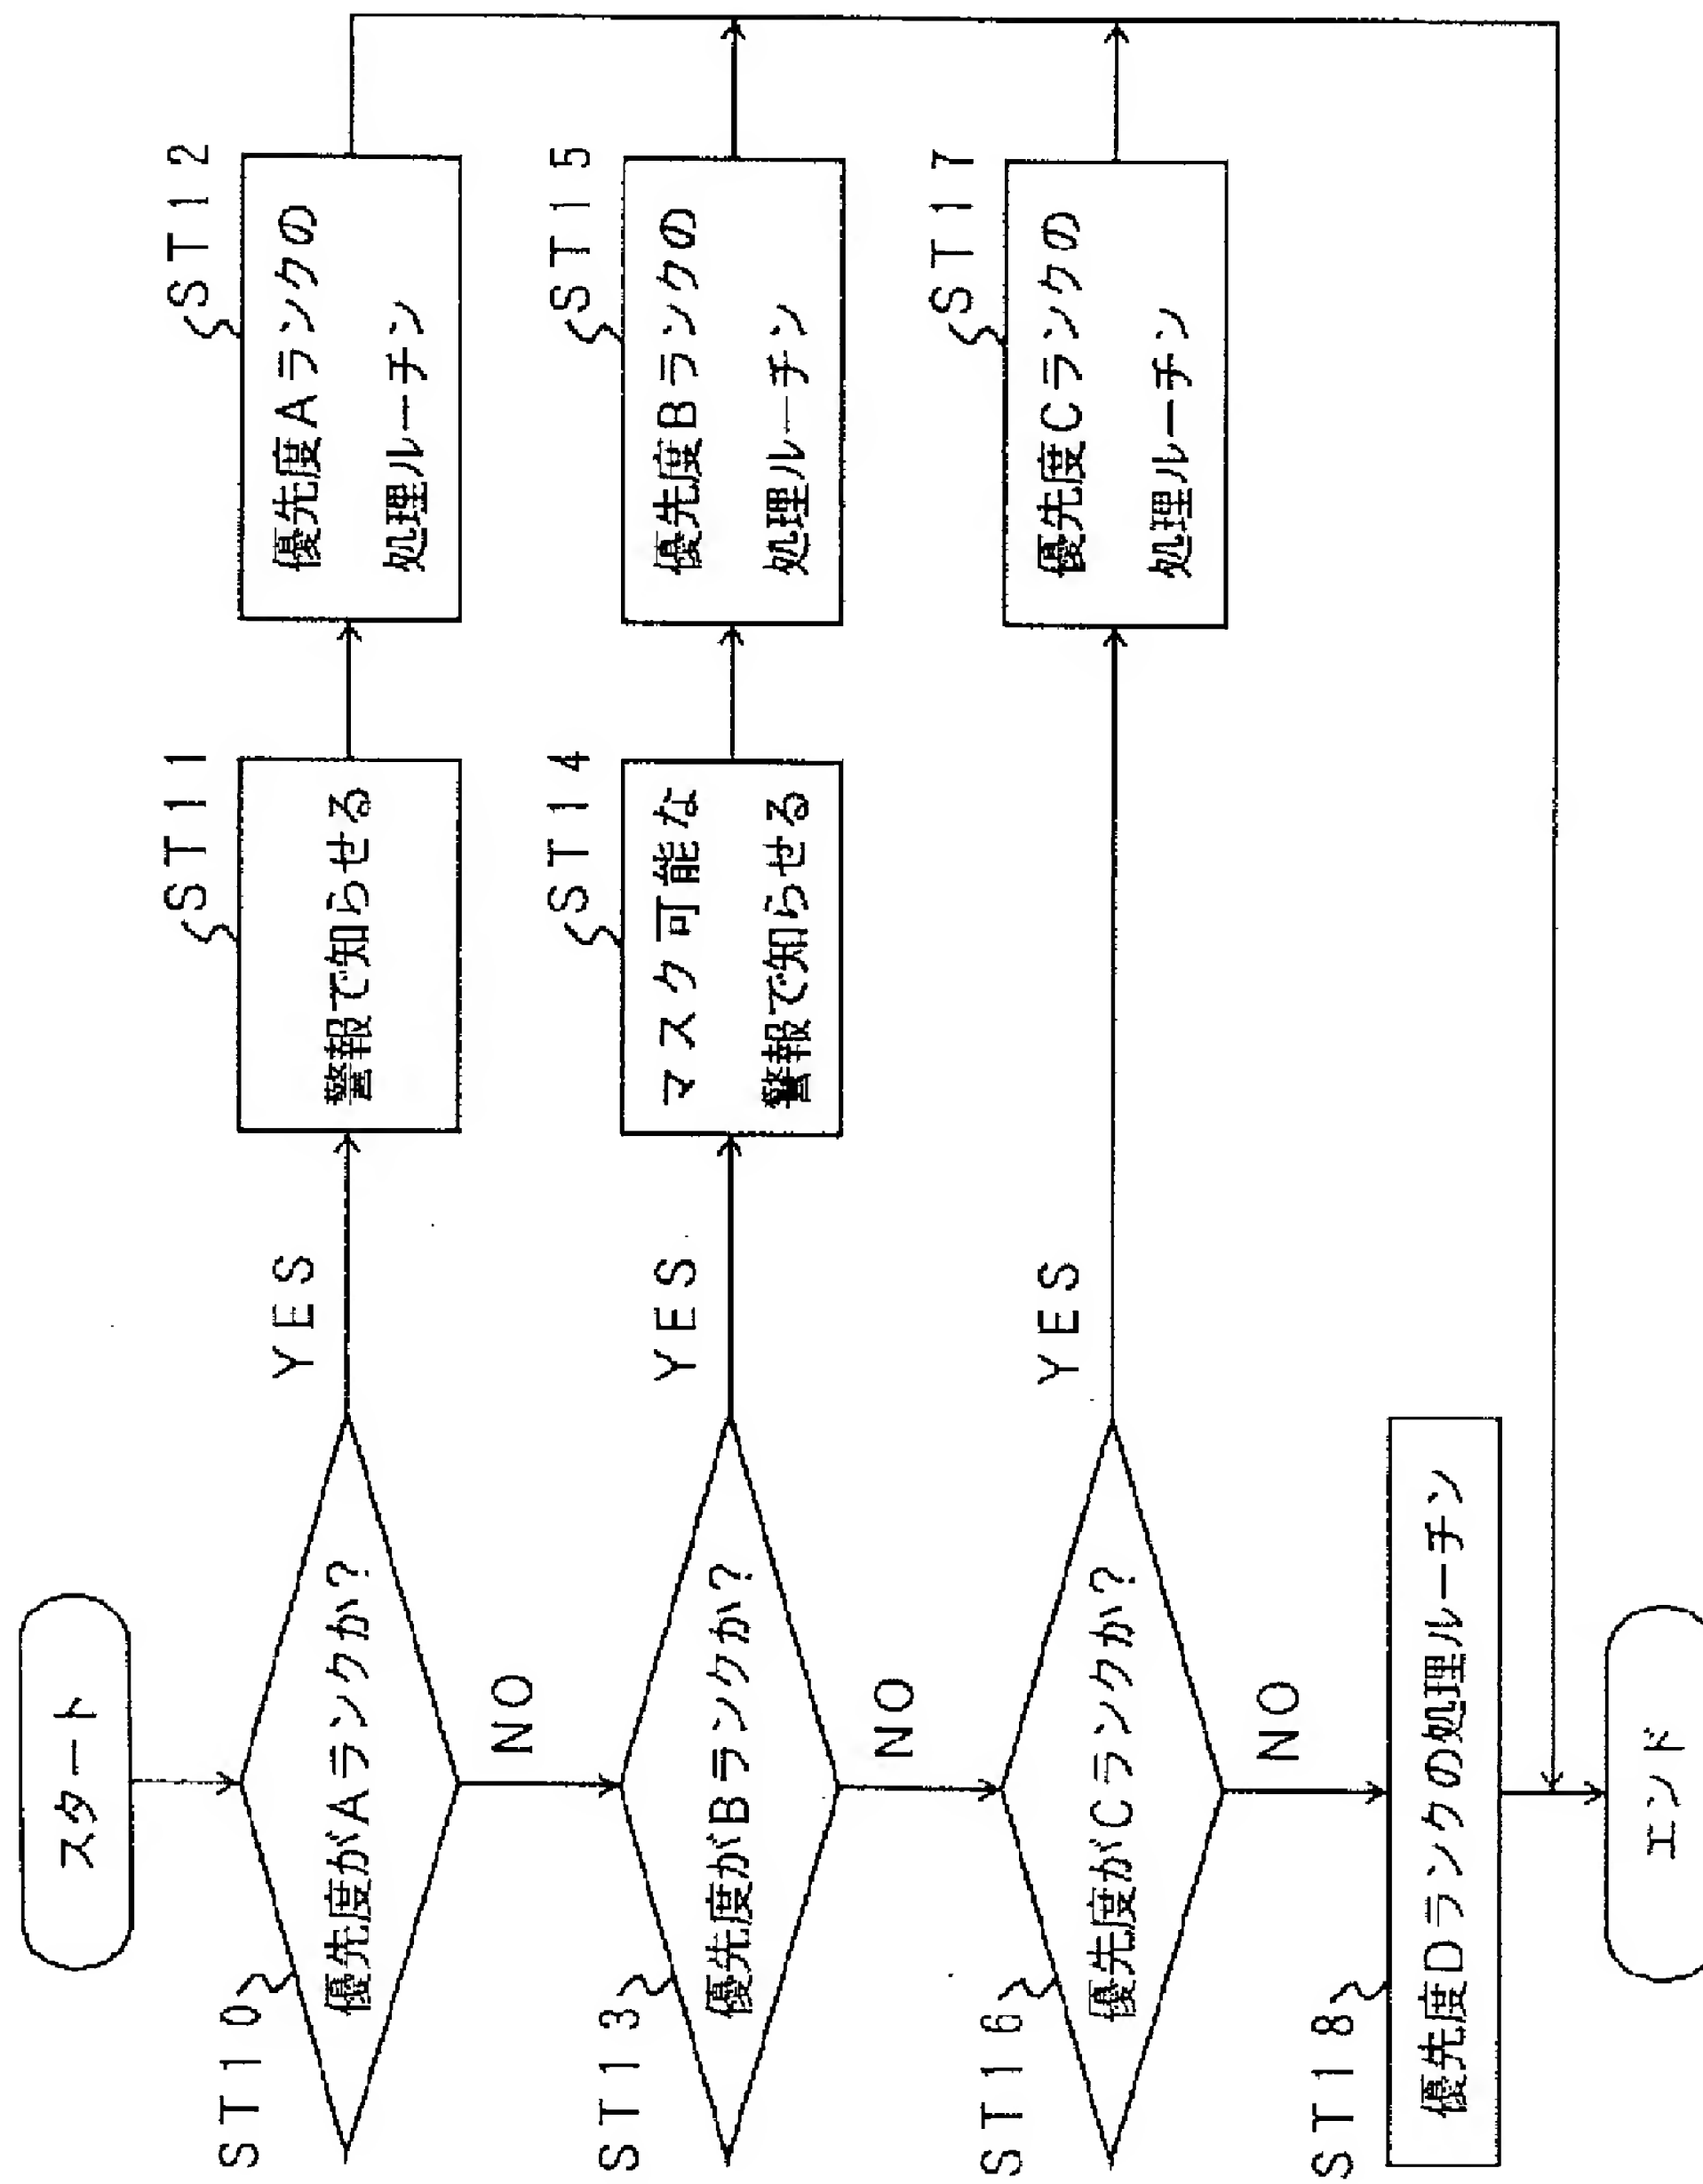 スタート
ST10
優先度がAランクか?
YES
ST11
警報で知らせる
ST12
優先度Aランクの
処理ルーチン
NO
ST13
優先度がBランクか?
YES
ST14
マスク可能な
警報で知らせる
ST15
優先度Bランクの
処理ルーチン
NO
ST16
優先度がCランクか?
YES
ST17
優先度Cランクの
処理ルーチン
NO
ST18
優先度Dランクの処理ルーチン
エンド